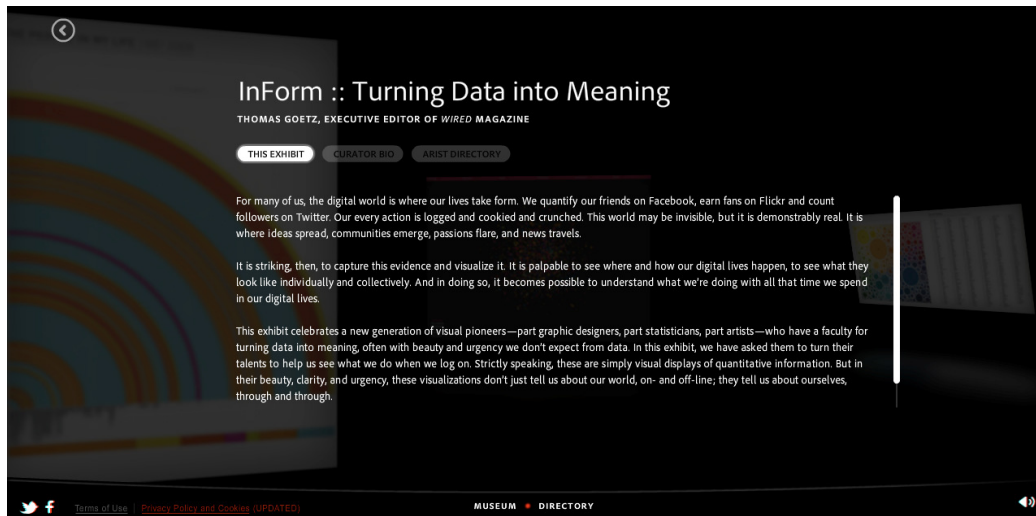 InForm :: Turning Data into Meaning
THOMAS GOETZ, EXECUTIVE EDITOR OF WIRED MAGAZINE
THIS EXHIBIT
CURATOR BIO
ARIST DIRECTORY
For many of us, the digital world is where our lives take form. We quantify our friends on Facebook, earn fans on Flickr and count
followers on Twitter. Our every action is logged and cookied and crunched. This world may be invisible, but it is demonstrably real. It is
where ideas spread, communities emerge, passions flare, and news travels.
It is striking, then, to capture this evidence and visualize it. It is palpable to see where and how our digital lives happen, to see what they
look like individually and collectively. And in doing so, it becomes possible to understand what we're doing with all that time we spend
in our digital lives.
This exhibit celebrates a new generation of visual pioneers—part graphic designers, part statisticians, part artists—who have a faculty for
turning data into meaning, often with beauty and urgency we don't expect from data. In this exhibit, we have asked them to turn their
talents to help us see what we do when we log on. Strictly speaking, these are simply visual displays of quantitative information. But in
their beauty, clarity, and urgency, these visualizations don't just tell us about our world, on- and off-line; they tell us about ourselves,
through and through.
Terms of Use | Privacy Policy and Cookies (UPDATED)
MUSEUM • DIRECTORY